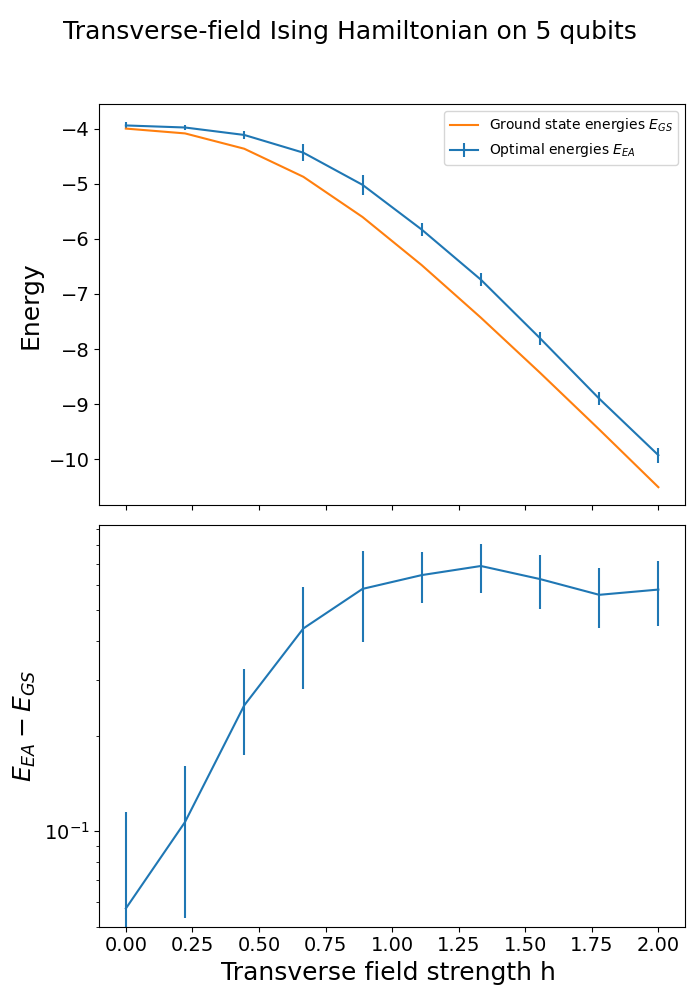 Transverse-field Ising Hamiltonian on 5 qubits
Ground state energies $E_{GS}$
Optimal energies $E_{EA}$
−4
−5
−6
−7
−8
−9
−10
Energy
$E_{EA} − E_{GS}$
$10^{-1}$
0.00 0.25 0.50 0.75 1.00 1.25 1.50 1.75 2.00
Transverse field strength h